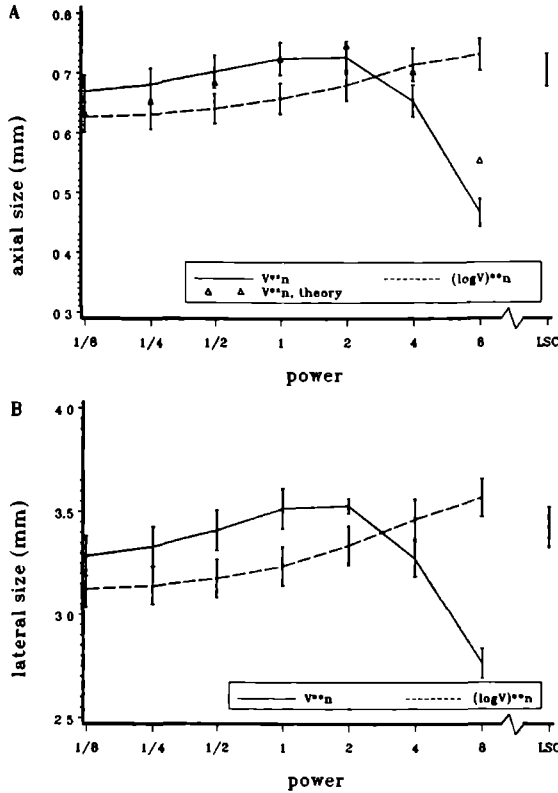 A
0.8
0.7
0.6
0.5
0.4
0.3
axial size (mm)
V**n
(logV)**n
V**n, theory
1/8
1/4
1/2
1
2
4
8
LSC
power
B
4.0
3.5
3.0
2.5
lateral size (mm)
V**n
(logV)**n
1/8
1/4
1/2
1
2
4
8
LSC
power